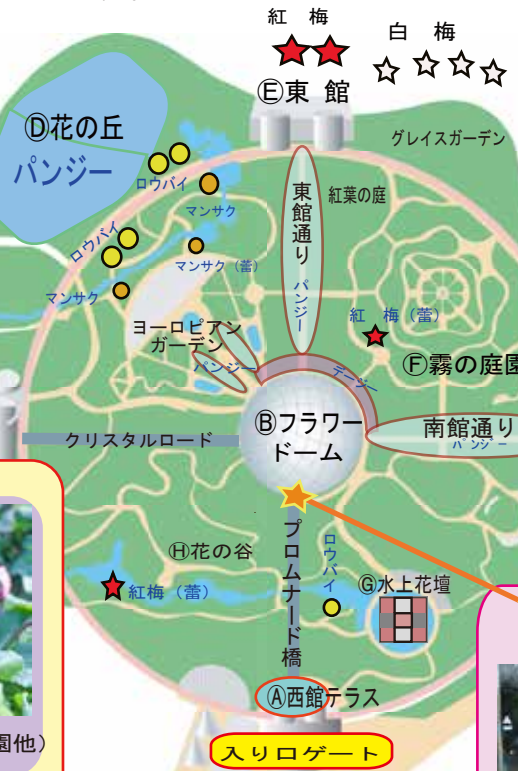 紅 梅
白 梅
Ⓔ東 館
Ⓓ花の丘
パンジー
グレイスガーデン
ロウバイ
マンサク
東館通り
パンジー
紅葉の庭
ロウバイ
マンサク（蕾）
マンサク
紅 梅（蕾）
ヨーロピアン
ガーデン
パンジー
デージー
Ⓕ霧の庭園
Ⓑフラワー
ドーム
南館通り
パンジー
クリスタルロード
プロムナード橋
Ⓗ花の谷
ロウバイ
Ⓖ水上花壇
紅梅（蕾）
Ⓐ西館テラス
園他）
入り口ゲート